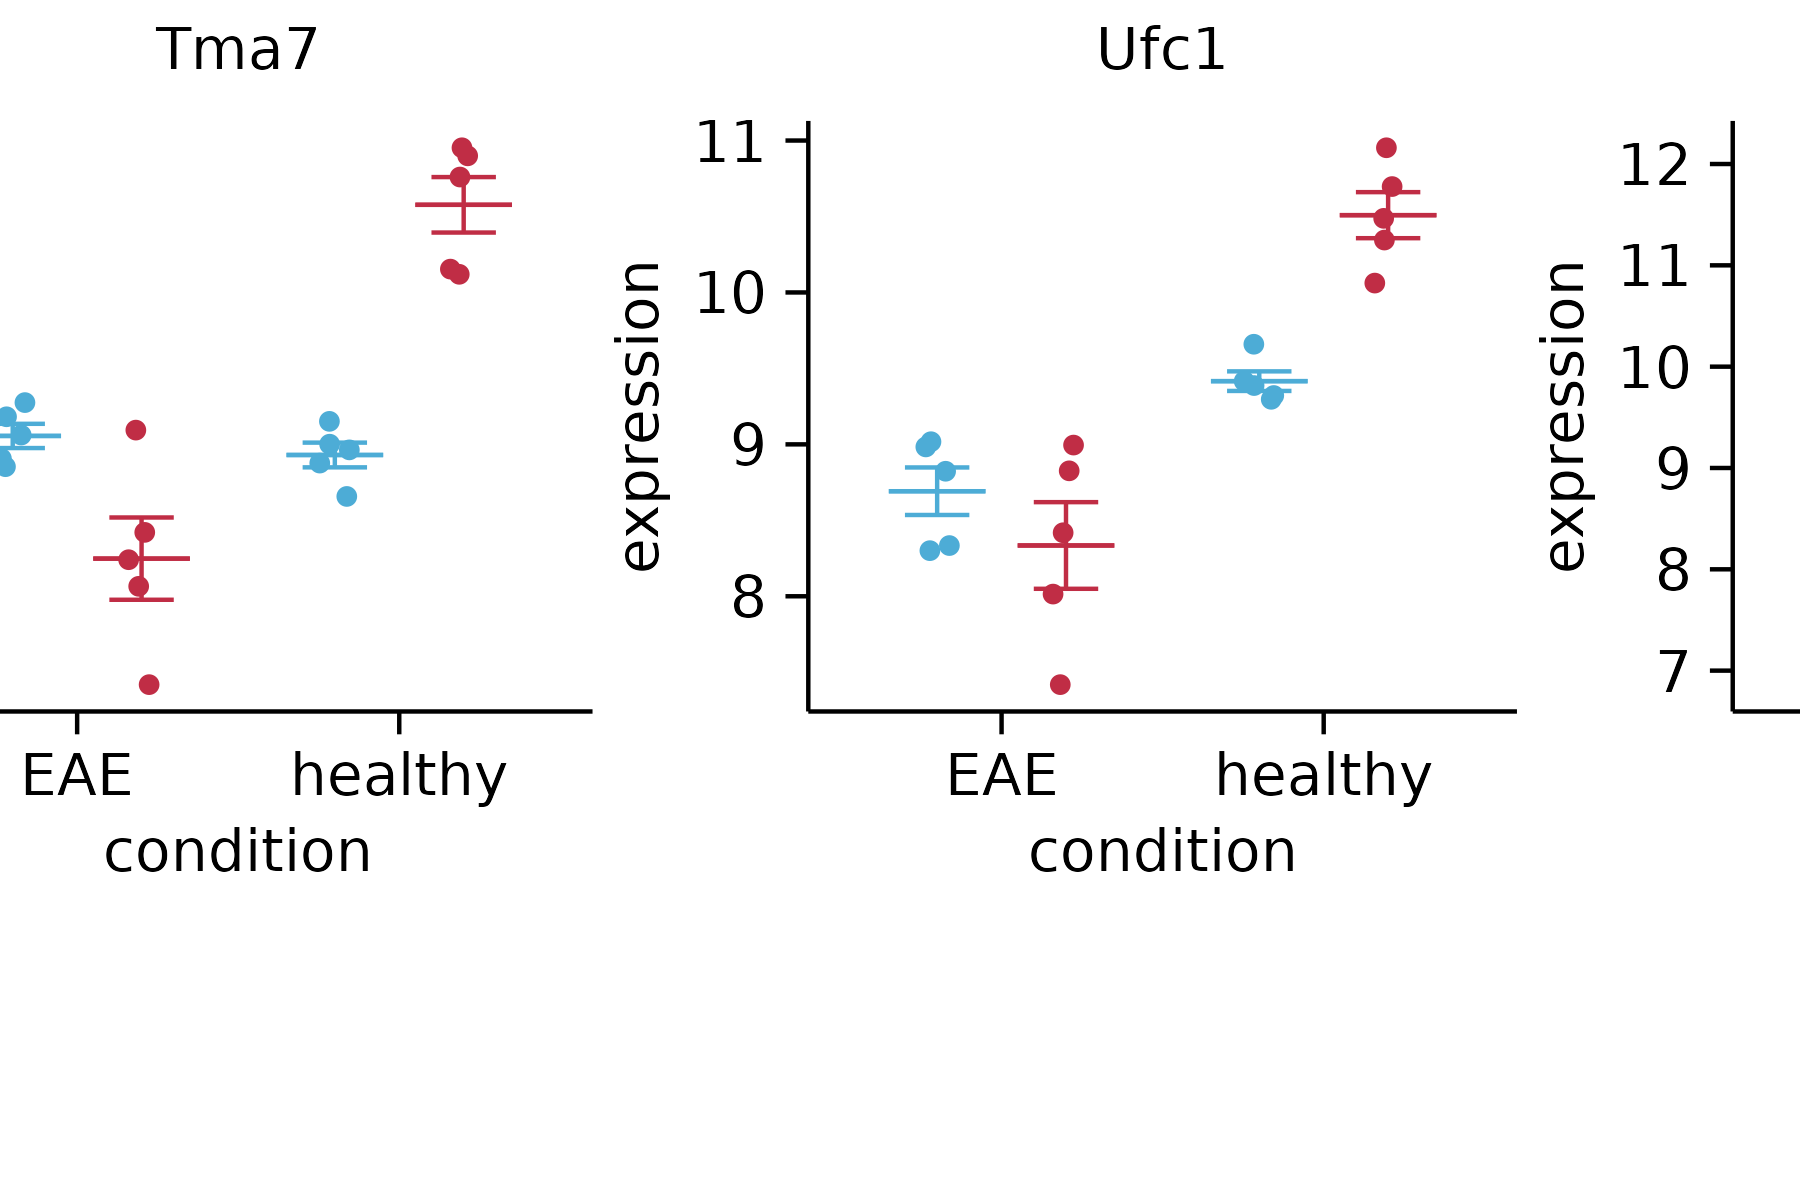 Tma7
EAE
healthy
condition
Ufc1
expression
11
10
9
8
EAE
healthy
condition
expression
12
11
10
9
8
7